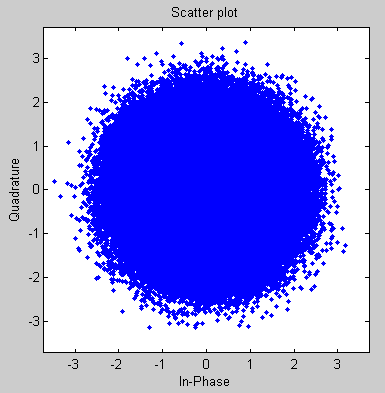 Scatter plot
3
2
1
0
-1
-2
-3
Quadrature
-3 -2 -1 0 1 2 3
In-Phase